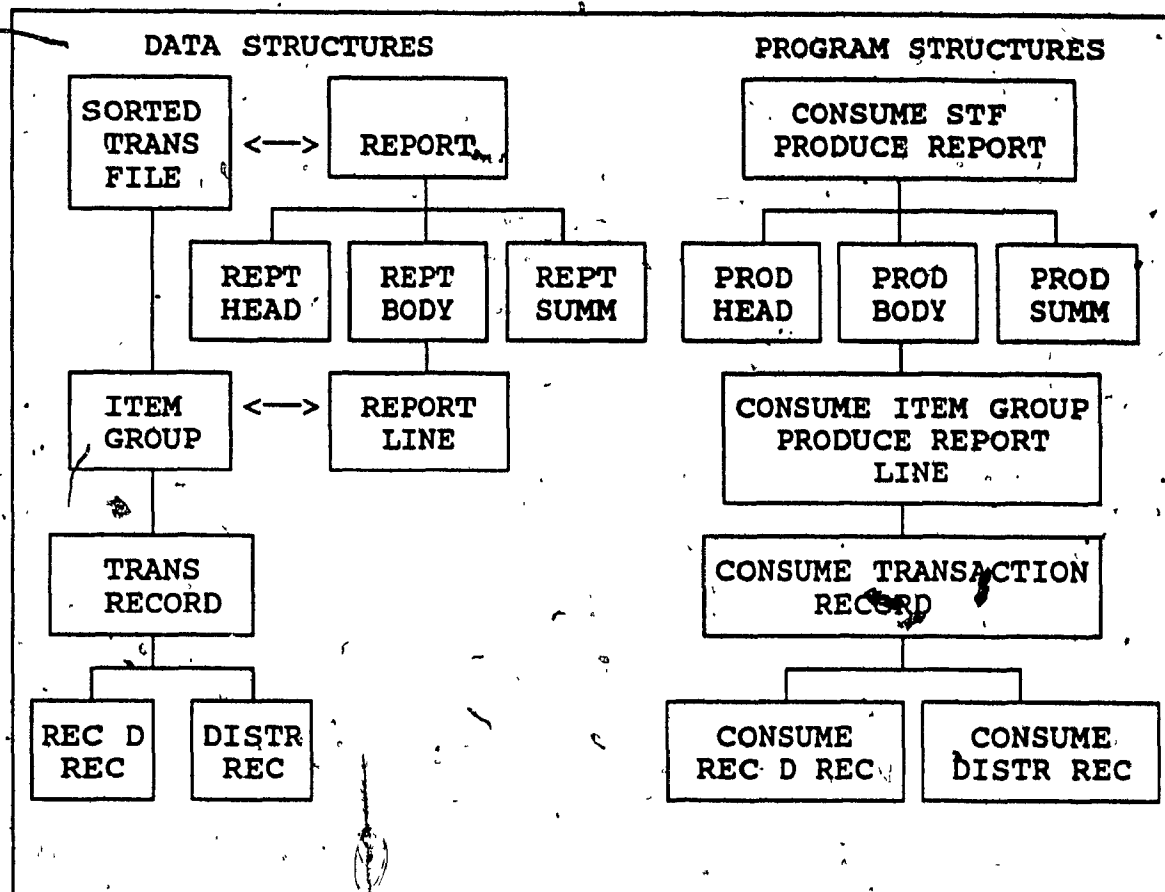 DATA STRUCTURES
PROGRAM STRUCTURES
SORTED
TRANS
FILE
<—>
REPORT
CONSUME STF
PRODUCE REPORT
REPT
HEAD
REPT
BODY
REPT
SUMM
PROD
HEAD
PROD
BODY
PROD
SUMM
ITEM
GROUP
<—>
REPORT
LINE
CONSUME ITEM GROUP
PRODUCE REPORT
LINE
TRANS
RECORD
CONSUME TRANSACTION
RECORD
REC D
REC
DISTR
REC
CONSUME
REC D REC
CONSUME
DISTR REC